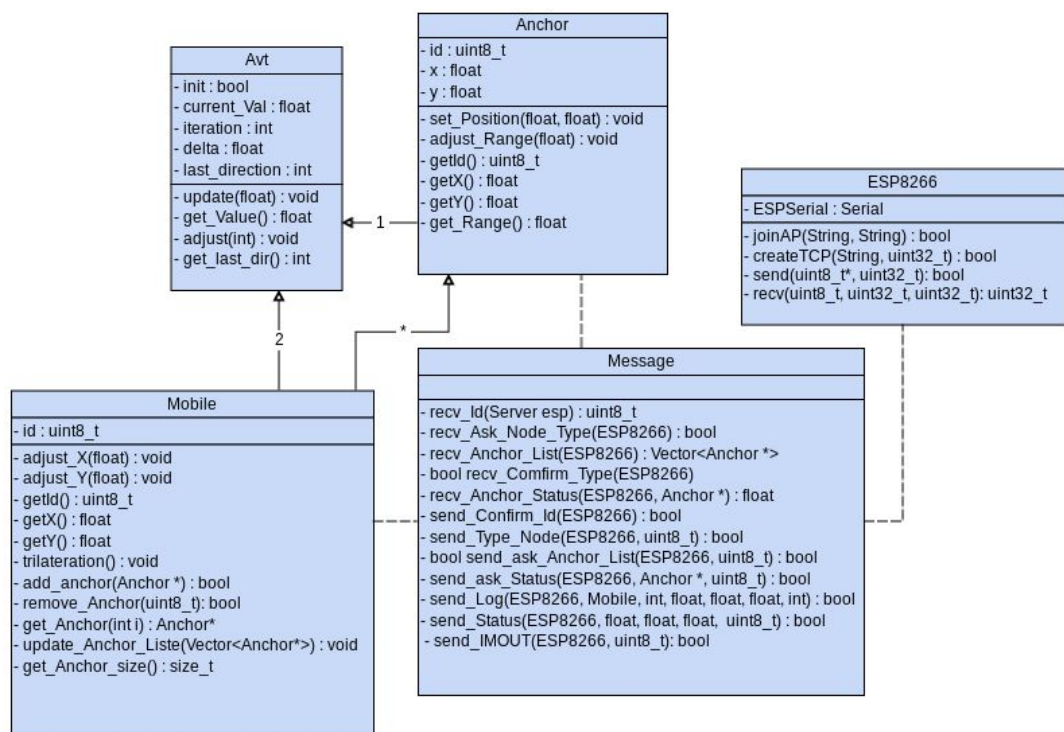 Anchor
- id : uint8_t
- x : float
- y : float
- set_Position(float, float) : void
- adjust_Range(float) : void
- getId() : uint8_t
- getX() : float
- getY() : float
- get_Range() : float
Avt
- init : bool
- current_Val : float
- iteration : int
- delta : float
- last_direction : int
- update(float) : void
- get_Value() : float
- adjust(int) : void
- get_last_dir() : int
1
2
*
ESP8266
- ESPSerial : Serial
- joinAP(String, String) : bool
- createTCP(String, uint32_t) : bool
- send(uint8_t*, uint32_t): bool
- recv(uint8_t, uint32_t, uint32_t): uint32_t
Mobile
- id : uint8_t
- adjust_X(float) : void
- adjust_Y(float) : void
- getId() : uint8_t
- getX() : float
- getY() : float
- trilateration() : void
- add_anchor(Anchor *) : bool
- remove_Anchor(uint8_t): bool
- get_Anchor(int i) : Anchor*
- update_Anchor_Liste(Vector<Anchor*>) : void
- get_Anchor_size() : size_t
Message
- recv_Id(Server esp) : uint8_t
- recv_Ask_Node_Type(ESP8266) : bool
- recv_Anchor_List(ESP8266) : Vector<Anchor *>
- bool recv_Comfirm_Type(ESP8266)
- recv_Anchor_Status(ESP8266, Anchor *) : float
- send_Confirm_Id(ESP8266) : bool
- send_Type_Node(ESP8266, uint8_t) : bool
- bool send_ask_Anchor_List(ESP8266, uint8_t) : bool
- send_ask_Status(ESP8266, Anchor *, uint8_t) : bool
- send_Log(ESP8266, Mobile, int, float, float, float, int) : bool
- send_Status(ESP8266, float, float, float,  uint8_t) : bool
- send_IMOUT(ESP8266, uint8_t): bool